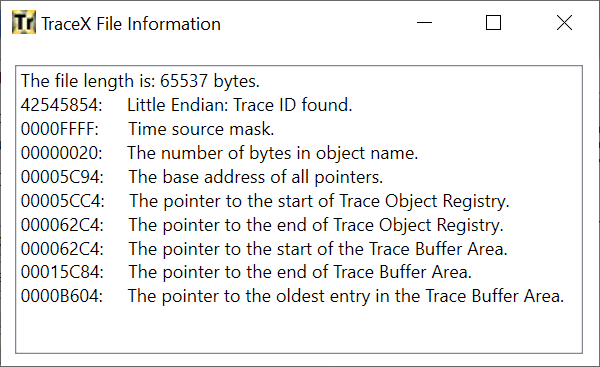 Tr TraceX File Information
The file length is: 65537 bytes.
42545854: Little Endian: Trace ID found.
0000FFFF: Time source mask.
00000020: The number of bytes in object name.
00005C94: The base address of all pointers.
00005CC4: The pointer to the start of Trace Object Registry.
000062C4: The pointer to the end of Trace Object Registry.
000062C4: The pointer to the start of the Trace Buffer Area.
00015C84: The pointer to the end of Trace Buffer Area.
0000B604: The pointer to the oldest entry in the Trace Buffer Area.